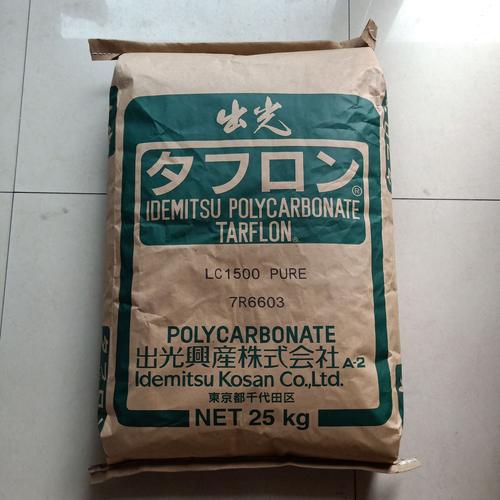 出光
タフロン®
IDEMITSU POLYCARBONATE
TARFLON®
LC1500 PURE
7R6603
POLYCARBONATE
出光興産株式会社 A-2
Idemitsu Kosan Co.,Ltd.
東京都千代田区
NET 25 kg